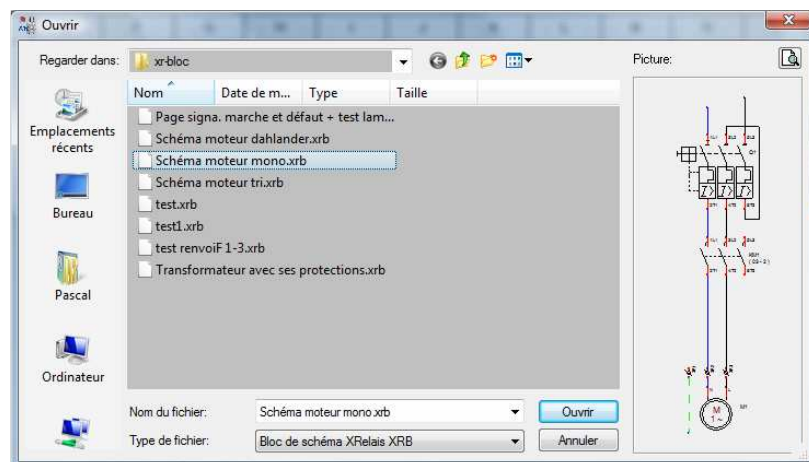 Ouvrir
Regarder dans: xr-bloc
Picture:
Nom Date de m... Type Taille
Page signa. marche et défaut + test lam...
Schéma moteur dahlander.xrb
Schéma moteur mono.xrb
Schéma moteur tri.xrb
test.xrb
test1.xrb
test renvoiF 1-3.xrb
Transformateur avec ses protections.xrb
Emplacements
récents
Bureau
Pascal
Ordinateur
Nom du fichier: Schéma moteur mono.xrb Ouvrir
Type de fichier: Bloc de schéma XRelais XRB Annuler
M
1~